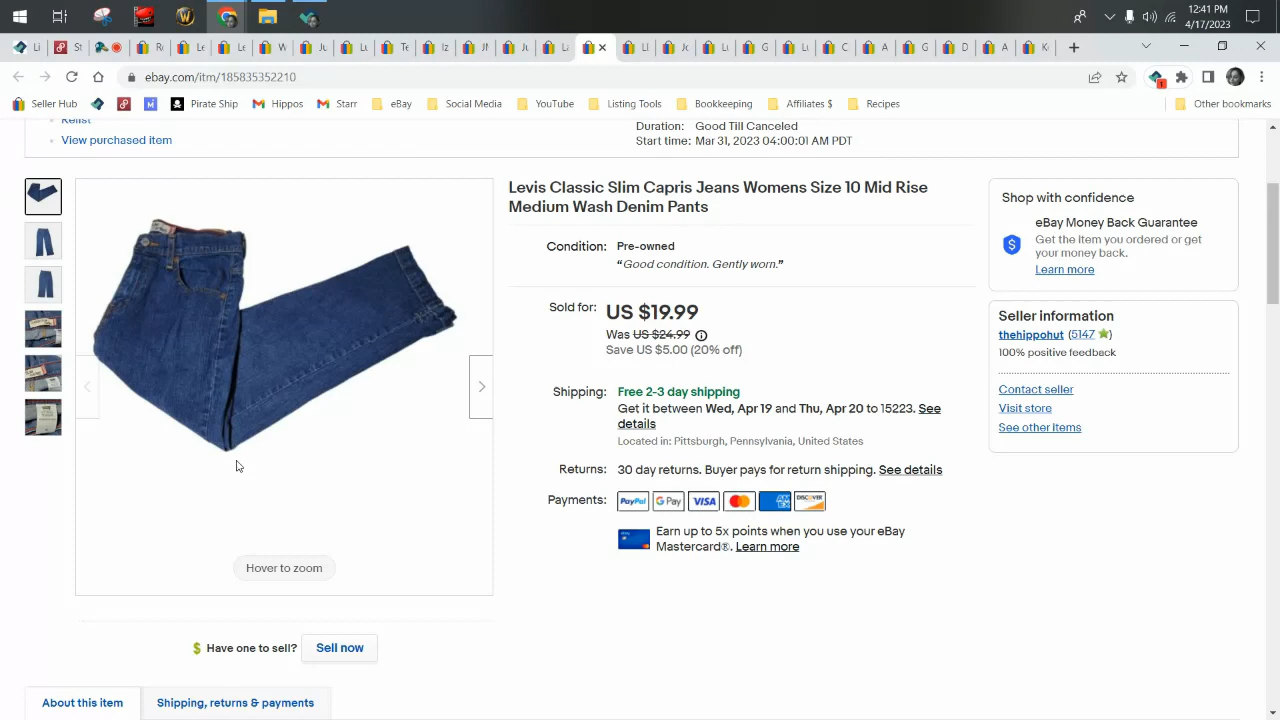 12:41 PM
4/17/2023
ebay.com/itm/185835352210
Seller Hub
Pirate Ship
Hippos
Starr
eBay
Social Media
YouTube
Listing Tools
Bookkeeping
Affiliates $
Recipes
Other bookmarks
Relist
View purchased item
Duration: Good Till Canceled
Start time: Mar 31, 2023 04:00:01 AM PDT
Levis Classic Slim Capris Jeans Womens Size 10 Mid Rise
Medium Wash Denim Pants
Condition: Pre-owned
“Good condition. Gently worn.”
Sold for: US $19.99
Was US $24.99
Save US $5.00 (20% off)
Shipping: Free 2-3 day shipping
Get it between Wed, Apr 19 and Thu, Apr 20 to 15223. See
details
Located in: Pittsburgh, Pennsylvania, United States
Returns: 30 day returns. Buyer pays for return shipping. See details
Payments: PayPal G Pay VISA AMEX DISCOVER
Earn up to 5x points when you use your eBay
Mastercard®. Learn more
Shop with confidence
eBay Money Back Guarantee
Get the item you ordered or get
your money back.
Learn more
Seller information
thehippohut (5147)
100% positive feedback
Contact seller
Visit store
See other items
Hover to zoom
Have one to sell? Sell now
About this item
Shipping, returns & payments